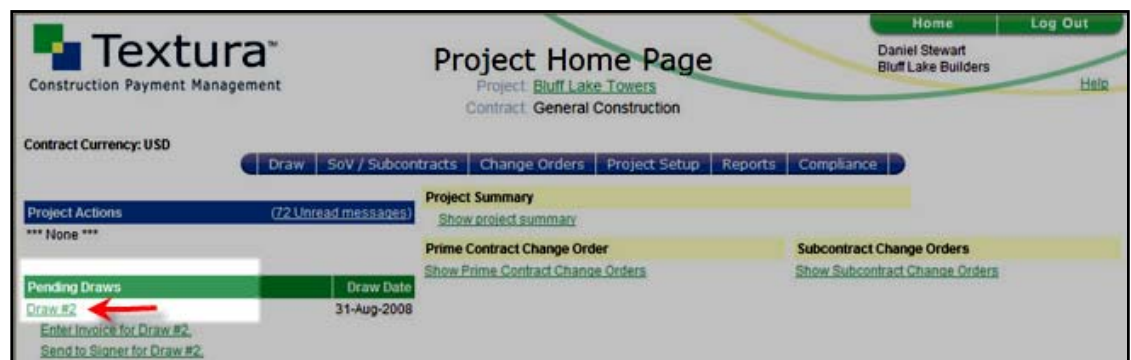 Home Log Out
Textura™
Construction Payment Management
Project Home Page
Project: Bluff Lake Towers
Contract: General Construction
Daniel Stewart
Bluff Lake Builders
Help
Contract Currency: USD
Draw SoV / Subcontracts Change Orders Project Setup Reports Compliance
Project Actions (72 Unread messages)
*** None ***
Project Summary
Show project summary
Prime Contract Change Order
Show Prime Contract Change Orders
Subcontract Change Orders
Show Subcontract Change Orders
Pending Draws Draw Date
Draw #2 31-Aug-2008
Enter Invoice for Draw #2.
Send to Signer for Draw #2.